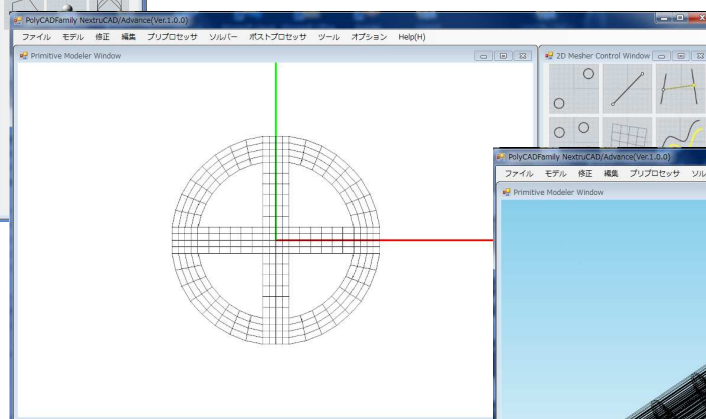 PolyCADFamily NextruCAD/Advance(Ver.1.0.0)
ファイル モデル 修正 編集 プリプロセッサ ソルバー ポストプロセッサ ツール オプション Help(H)
Primitive Modeler Window
2D Mesher Control Window
PolyCADFamily NextruCAD/Advance(Ver.1.0.0)
ファイル モデル 修正 編集 プリプロセッサ ソル
Primitive Modeler Window